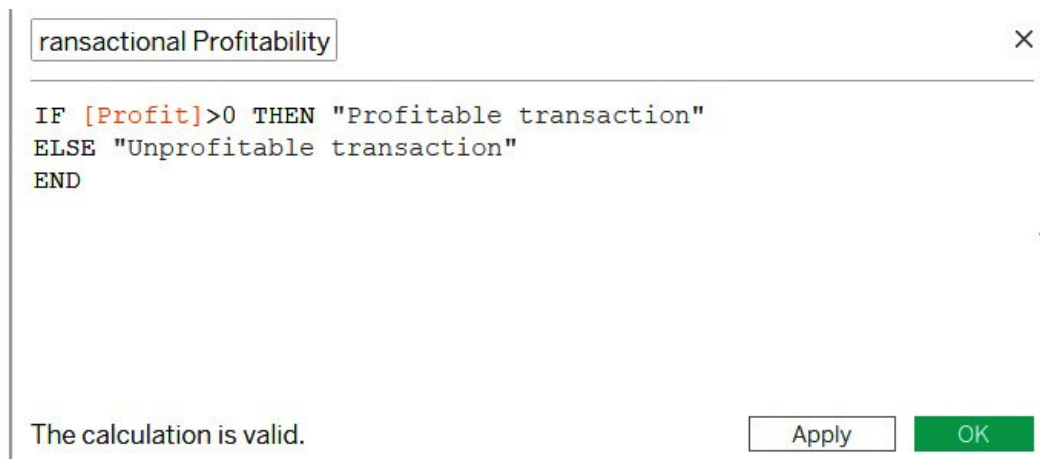 ransactional Profitability
IF [Profit]>0 THEN "Profitable transaction"
ELSE "Unprofitable transaction"
END
The calculation is valid.
Apply
OK